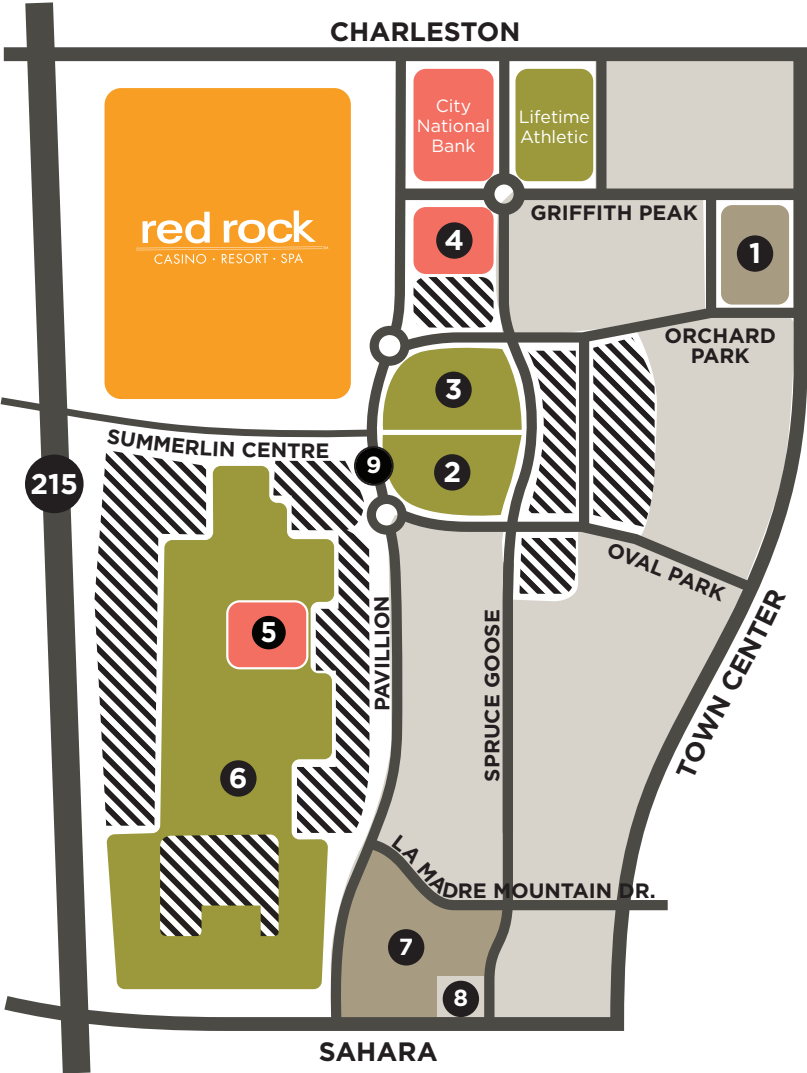 CHARLESTON
City
National
Bank
Lifetime
Athletic
red rock
CASINO · RESORT · SPA
GRIFFITH PEAK
4
1
ORCHARD
PARK
3
SUMMERLIN CENTRE
9
2
215
OVAL PARK
5
PAVILLION
SPRUCE GOOSE
TOWN CENTER
6
LA MADRE MOUNTAIN DR.
7
8
SAHARA